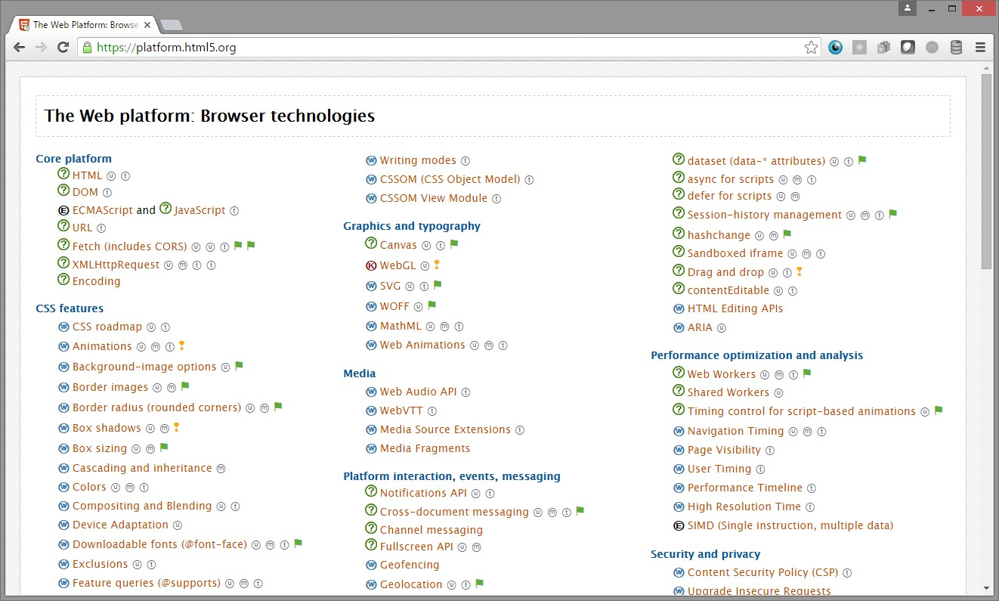 The Web Platform: Browse
https://platform.html5.org
The Web platform: Browser technologies
Core platform
? HTML u t
? DOM t
E ECMAScript and ? JavaScript t
? URL t
? Fetch (includes CORS) u u t
? XMLHttpRequest u m t t
? Encoding
CSS features
W CSS roadmap u t
W Animations u m t !
W Background-image options u
W Border images u m
W Border radius (rounded corners) u m
W Box shadows u m !
W Box sizing u m
W Cascading and inheritance m
W Colors u m t
W Compositing and Blending u t
W Device Adaptation u
W Downloadable fonts (@font-face) u m t
W Exclusions u t
W Feature queries (@supports) u m t
W Writing modes t
W CSSOM (CSS Object Model) t
W CSSOM View Module t
Graphics and typography
? Canvas u t
K WebGL u !
W SVG u t
W WOFF u
W MathML u m t
W Web Animations u m t
Media
W Web Audio API t
W WebVTT t
W Media Source Extensions t
W Media Fragments
Platform interaction, events, messaging
? Notifications API u t
? Cross-document messaging u m t
? Channel messaging
? Fullscreen API u m
W Geofencing
W Geolocation u t
? dataset (data-* attributes) u t
? async for scripts u m t
? defer for scripts u m
? Session-history management u m t
? hashchange u m
? Sandboxed iframe u m t
? Drag and drop u t !
? contentEditable u t
W HTML Editing APIs
W ARIA u
Performance optimization and analysis
? Web Workers u m t
? Shared Workers u
? Timing control for script-based animations u
W Navigation Timing u m t
W Page Visibility t
W User Timing t
W Performance Timeline t
W High Resolution Time t
E SIMD (Single instruction, multiple data)
Security and privacy
W Content Security Policy (CSP) t
W Upgrade Insecure Requests